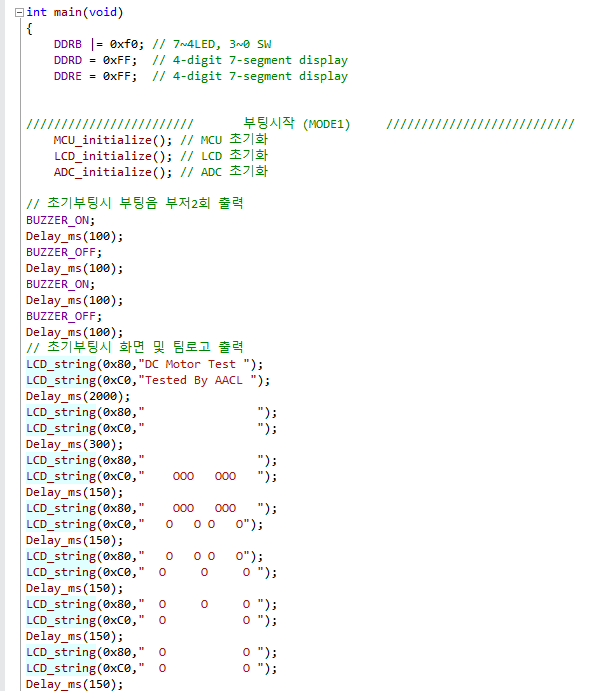 int main(void)
{
    DDRB |= 0xf0; // 7~4LED, 3~0 SW
    DDRD = 0xFF;  // 4-digit 7-segment display
    DDRE = 0xFF;  // 4-digit 7-segment display
////////////////////////       부팅시작 (MODE1)     ///////////////////////////
    MCU_initialize(); // MCU 초기화
    LCD_initialize(); // LCD 초기화
    ADC_initialize(); // ADC 초기화
// 초기부팅시 부팅음 부저2회 출력
BUZZER_ON;
Delay_ms(100);
BUZZER_OFF;
Delay_ms(100);
BUZZER_ON;
Delay_ms(100);
BUZZER_OFF;
Delay_ms(100);
// 초기부팅시 화면 및 팀로고 출력
LCD_string(0x80,"DC Motor Test ");
LCD_string(0xC0,"Tested By AACL ");
Delay_ms(2000);
LCD_string(0x80,"                ");
LCD_string(0xC0,"                ");
Delay_ms(300);
LCD_string(0x80,"                ");
LCD_string(0xC0,"    OOO   OOO   ");
Delay_ms(150);
LCD_string(0x80,"    OOO   OOO   ");
LCD_string(0xC0,"   O   O O   O");
Delay_ms(150);
LCD_string(0x80,"   O   O O   O");
LCD_string(0xC0,"  O     O     O ");
Delay_ms(150);
LCD_string(0x80,"  O     O     O ");
LCD_string(0xC0,"  O           O ");
Delay_ms(150);
LCD_string(0x80,"  O           O ");
LCD_string(0xC0,"  O           O ");
Delay_ms(150);